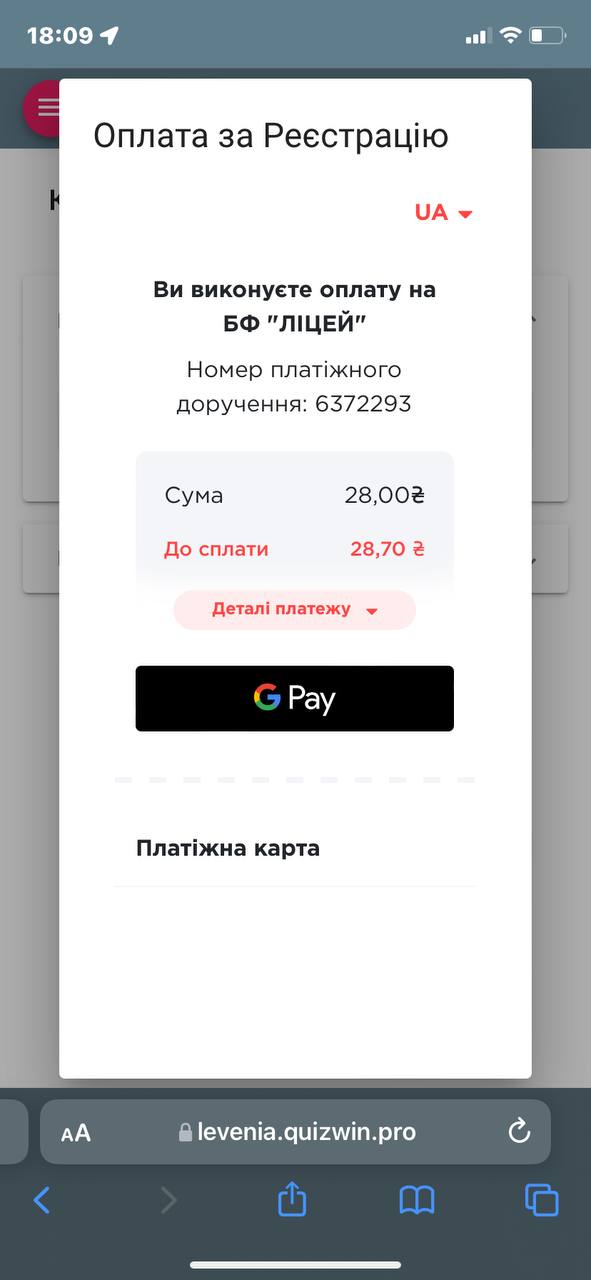 18:09
Оплата за Реєстрацію
UA
Ви виконуєте оплату на
БФ "ЛІЦЕЙ"
Номер платіжного
доручення: 6372293
Сума 28,00₴
До сплати 28,70 ₴
Деталі платежу
G Pay
Платіжна карта
AA levenia.quizwin.pro